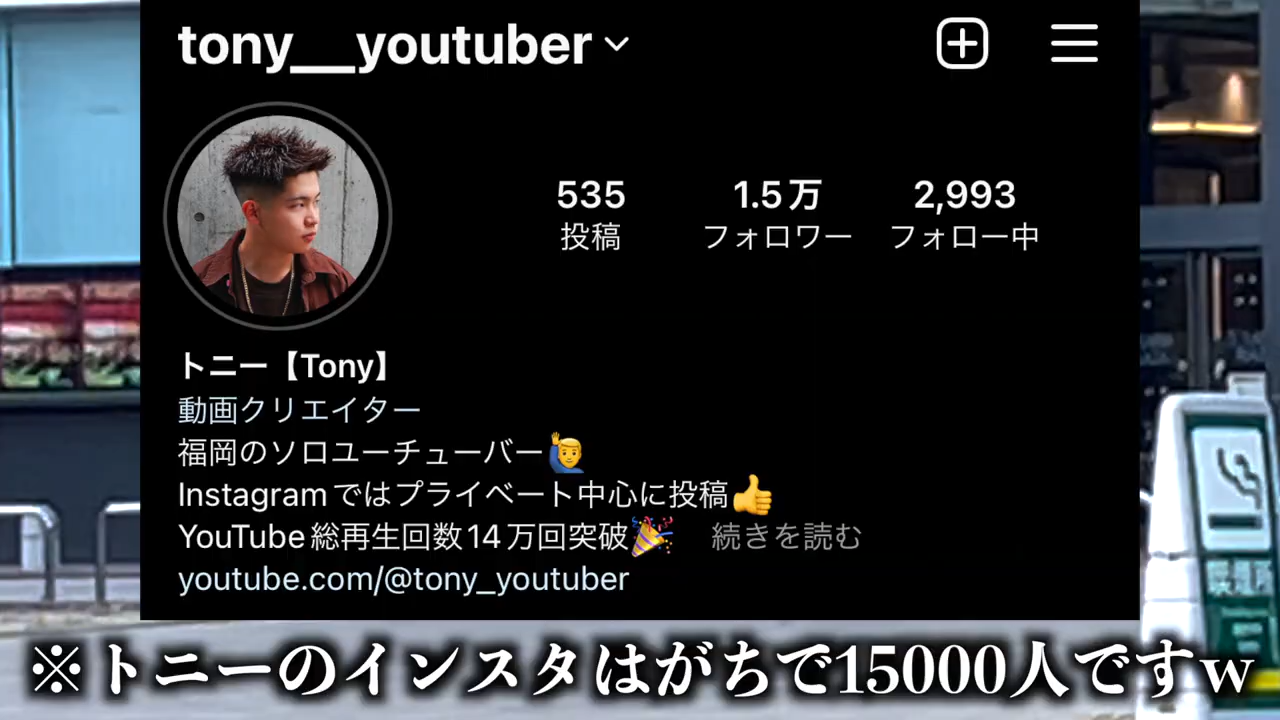 tony__youtuber
535
1.5万
2,993
投稿
フォロワー
フォロー中
トニー【Tony】
動画クリエイター
福岡のソロユーチューバー🙋‍♂️
Instagramではプライベート中心に投稿👍
YouTube総再生回数14万回突破🎉 続きを読む
youtube.com/@tony_youtuber
喫煙所
※トニーのインスタはがちで15000人ですw